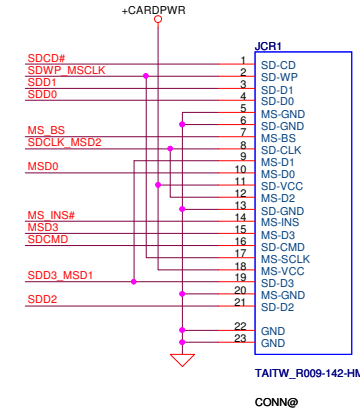 +CARDPWR
JCR1
SDCD# 1 SD-CD
SDWP_MSCLK 2 SD-WP
SDD1 3 SD-D1
SDD0 4 SD-D0
5 MS-GND
6 SD-GND
MS_BS 7 MS-BS
SDCLK_MSD2 8 SD-CLK
9 MS-D1
MSD0 10 MS-D0
11 SD-VCC
12 MS-D2
13 SD-GND
MS_INS# 14 MS-INS
MSD3 15 MS-D3
SDCMD 16 SD-CMD
17 MS-SCLK
18 MS-VCC
SDD3_MSD1 19 SD-D3
20 MS-GND
SDD2 21 SD-D2
22 GND
23 GND
TAITW_R009-142-HM
CONN@